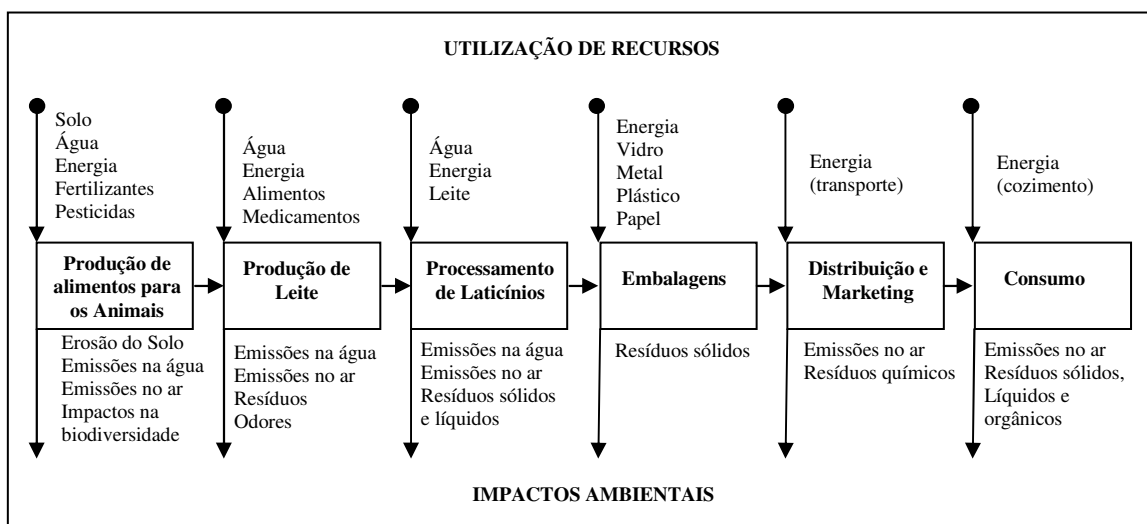 UTILIZAÇÃO DE RECURSOS
Solo
Água
Energia
Fertilizantes
Pesticidas
Água
Energia
Alimentos
Medicamentos
Água
Energia
Leite
Energia
Vidro
Metal
Plástico
Papel
Energia
(transporte)
Energia
(cozimento)
Produção de
alimentos para
os Animais
Produção de
Leite
Processamento
de Laticínios
Embalagens
Distribuição e
Marketing
Consumo
Erosão do Solo
Emissões na água
Emissões no ar
Impactos na
biodiversidade
Emissões na água
Emissões no ar
Resíduos
Odores
Emissões na água
Emissões no ar
Resíduos sólidos
e líquidos
Resíduos sólidos
Emissões no ar
Resíduos químicos
Emissões no ar
Resíduos sólidos,
Líquidos e
orgânicos
IMPACTOS AMBIENTAIS